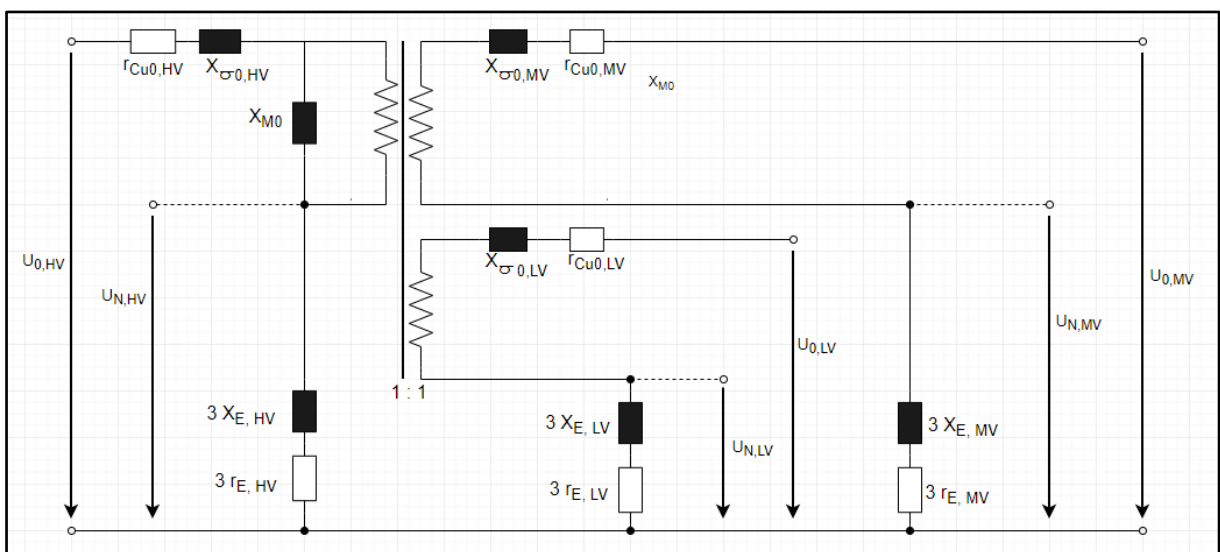 rCu0,HV
Xσ0,HV
Xσ0,MV
rCu0,MV
XM0
XM0
U0,HV
UN,HV
Xσ0,LV
rCu0,LV
U0,MV
UN,MV
U0,LV
1 : 1
3 XE, HV
3 XE, LV
3 XE, MV
UN,LV
3 rE, HV
3 rE, LV
3 rE, MV